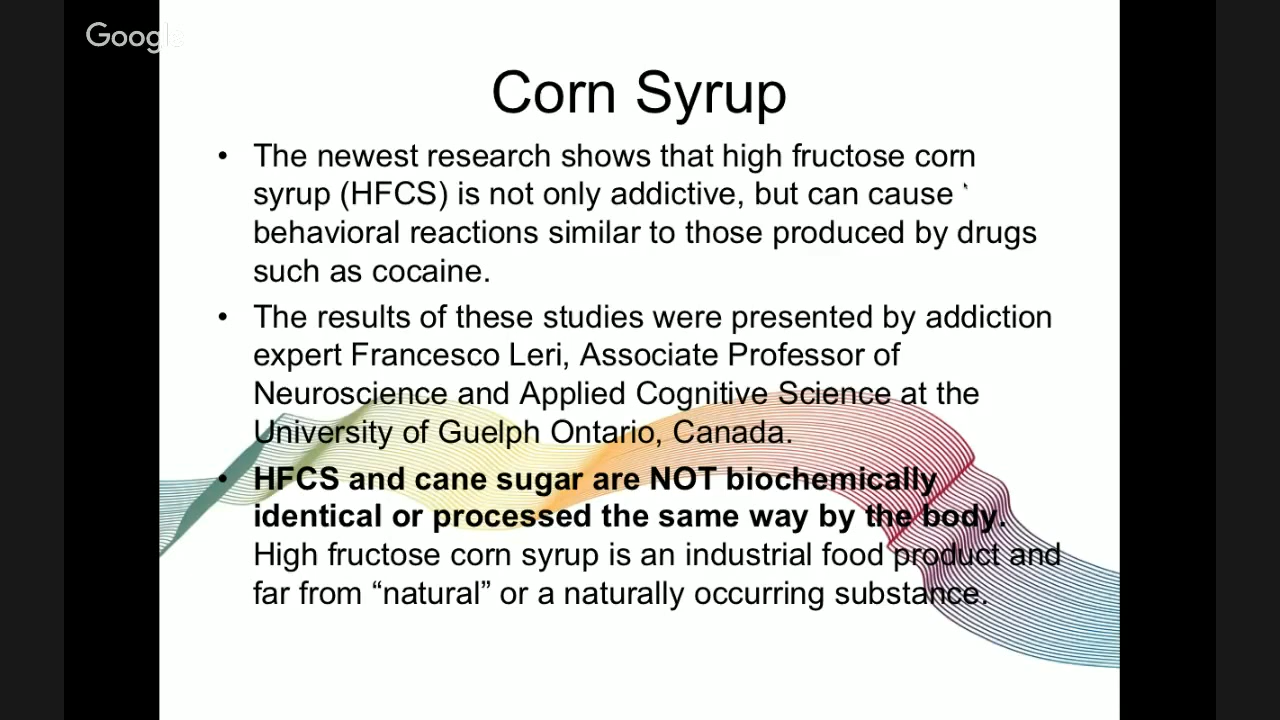 Google
Corn Syrup
• The newest research shows that high fructose corn
syrup (HFCS) is not only addictive, but can cause
behavioral reactions similar to those produced by drugs
such as cocaine.
• The results of these studies were presented by addiction
expert Francesco Leri, Associate Professor of
Neuroscience and Applied Cognitive Science at the
University of Guelph Ontario, Canada.
• HFCS and cane sugar are NOT biochemically
identical or processed the same way by the body.
High fructose corn syrup is an industrial food product and
far from “natural” or a naturally occurring substance.